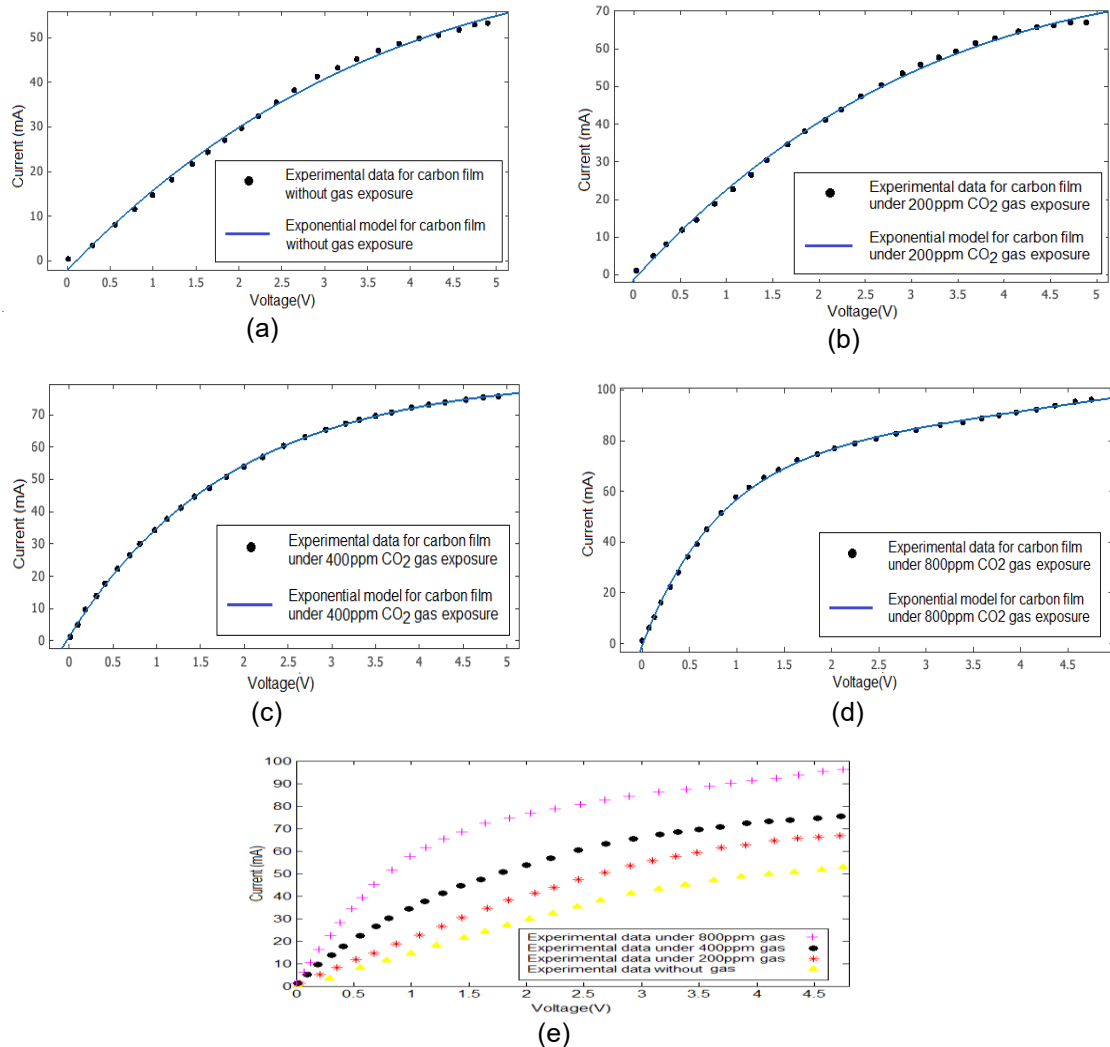 50
40
30
20
10
0
Current (mA)
Experimental data for carbon film
without gas exposure
Exponential model for carbon film
without gas exposure
0 0.5 1 1.5 2 2.5 3 3.5 4 4.5 5
Voltage(V)
(a)
70
60
50
40
30
20
10
0
Current (mA)
Experimental data for carbon film
under 200ppm CO2 gas exposure
Exponential model for carbon film
under 200ppm CO2 gas exposure
0 0.5 1 1.5 2 2.5 3 3.5 4 4.5 5
Voltage(V)
(b)
70
60
50
40
30
20
10
0
Current (mA)
Experimental data for carbon film
under 400ppm CO2 gas exposure
Exponential model for carbon film
under 400ppm CO2 gas exposure
0 0.5 1 1.5 2 2.5 3 3.5 4 4.5 5
Voltage(V)
(c)
100
80
60
40
20
0
Current (mA)
Experimental data for carbon film
under 800ppm CO2 gas exposure
Exponential model for carbon film
under 800ppm CO2 gas exposure
0 0.5 1 1.5 2 2.5 3 3.5 4 4.5
Voltage(V)
(d)
100
90
80
70
60
50
40
30
20
10
0
Current (mA)
Experimental data under 800ppm gas
Experimental data under 400ppm gas
Experimental data under 200ppm gas
Experimental data without gas
0 0.5 1 1.5 2 2.5 3 3.5 4 4.5
Voltage(V)
(e)